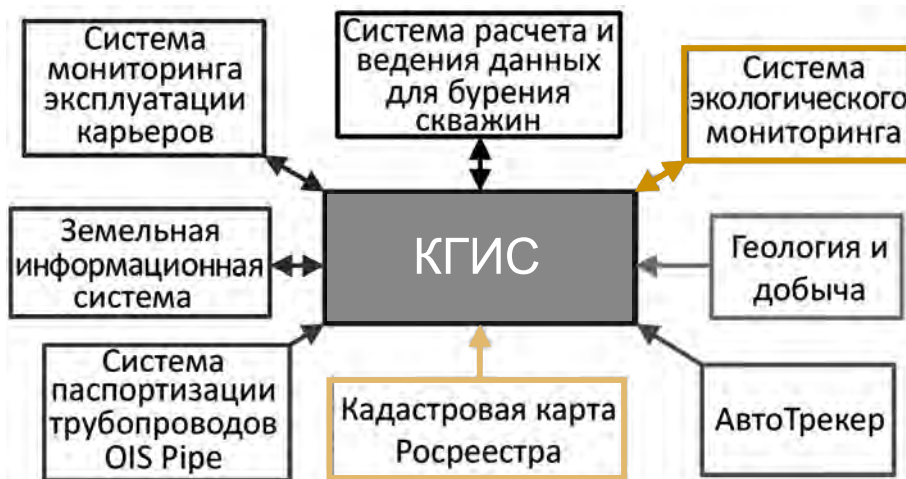 Система
мониторинга
эксплуатации
карьеров
Система расчета и
ведения данных
для бурения
скважин
Система
экологического
мониторинга
Земельная
информационная
система
КГИС
Геология и
добыча
Система
паспортизации
трубопроводов
OIS Pipe
Кадастровая карта
Росреестра
АвтоТрекер